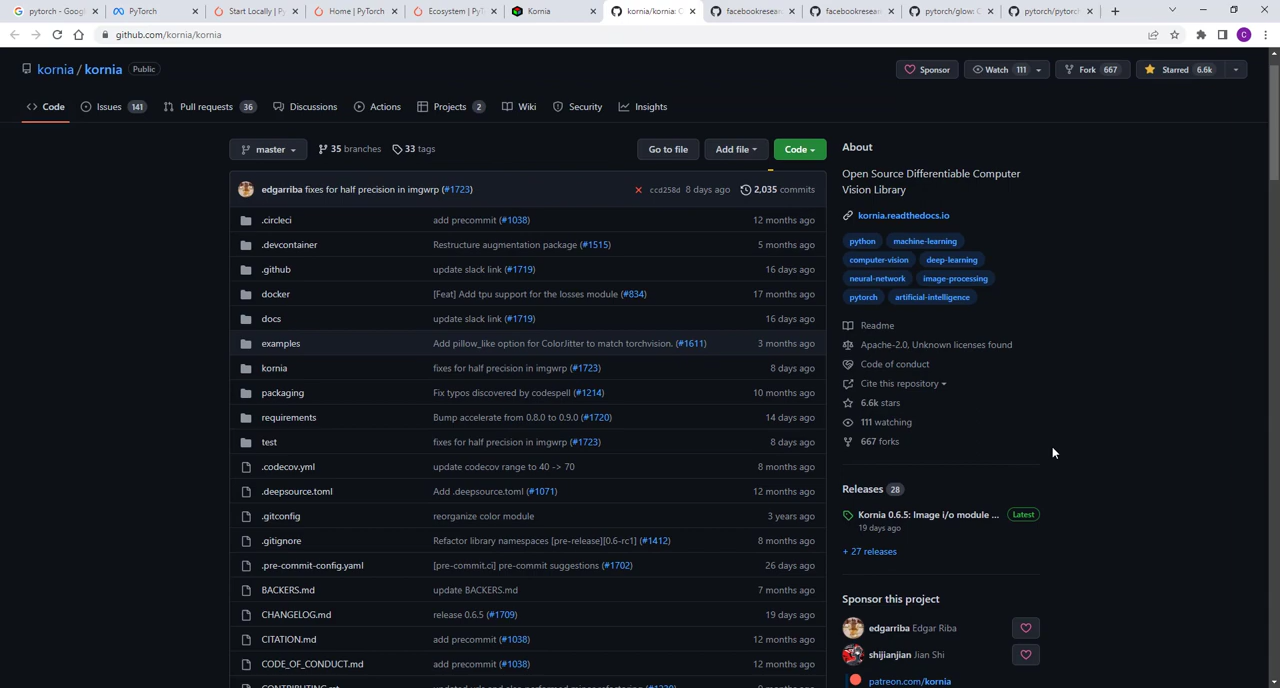 pytorch - Goog
PyTorch
Start Locally | P
Home | PyTorch
Ecosystem | PyT
Kornia
kornia/kornia: O
facebookresear
facebookresear
pytorch/glow: C
pytorch/pytorc
github.com/kornia/kornia
C
kornia / kornia Public
Sponsor
Watch 111
Fork 667
Starred 6.6k
Code
Issues 141
Pull requests 36
Discussions
Actions
Projects 2
Wiki
Security
Insights
master
35 branches
33 tags
Go to file
Add file
Code
edgarriba fixes for half precision in imgwrp (#1723) ccd258d 8 days ago 2,035 commits
.circleci add precommit (#1038) 12 months ago
.devcontainer Restructure augmentation package (#1515) 5 months ago
.github update slack link (#1719) 16 days ago
docker [Feat] Add tpu support for the losses module (#834) 17 months ago
docs update slack link (#1719) 16 days ago
examples Add pillow_like option for ColorJitter to match torchvision. (#1611) 3 months ago
kornia fixes for half precision in imgwrp (#1723) 8 days ago
packaging Fix typos discovered by codespell (#1214) 10 months ago
requirements Bump accelerate from 0.8.0 to 0.9.0 (#1720) 14 days ago
test fixes for half precision in imgwrp (#1723) 8 days ago
.codecov.yml update codecov range to 40 -> 70 8 months ago
.deepsource.toml Add .deepsource.toml (#1071) 12 months ago
.gitconfig reorganize color module 3 years ago
.gitignore Refactor library namespaces [pre-release][0.6-rc1] (#1412) 8 months ago
.pre-commit-config.yaml [pre-commit.ci] pre-commit suggestions (#1702) 26 days ago
BACKERS.md update BACKERS.md 7 months ago
CHANGELOG.md release 0.6.5 (#1709) 19 days ago
CITATION.md add precommit (#1038) 12 months ago
CODE_OF_CONDUCT.md add precommit (#1038) 12 months ago
About
Open Source Differentiable Computer
Vision Library
kornia.readthedocs.io
python machine-learning
computer-vision deep-learning
neural-network image-processing
pytorch artificial-intelligence
Readme
Apache-2.0, Unknown licenses found
Code of conduct
Cite this repository
6.6k stars
111 watching
667 forks
Releases 28
Kornia 0.6.5: Image i/o module ... Latest
19 days ago
+ 27 releases
Sponsor this project
edgarriba Edgar Riba
shijianjian Jian Shi
patreon.com/kornia